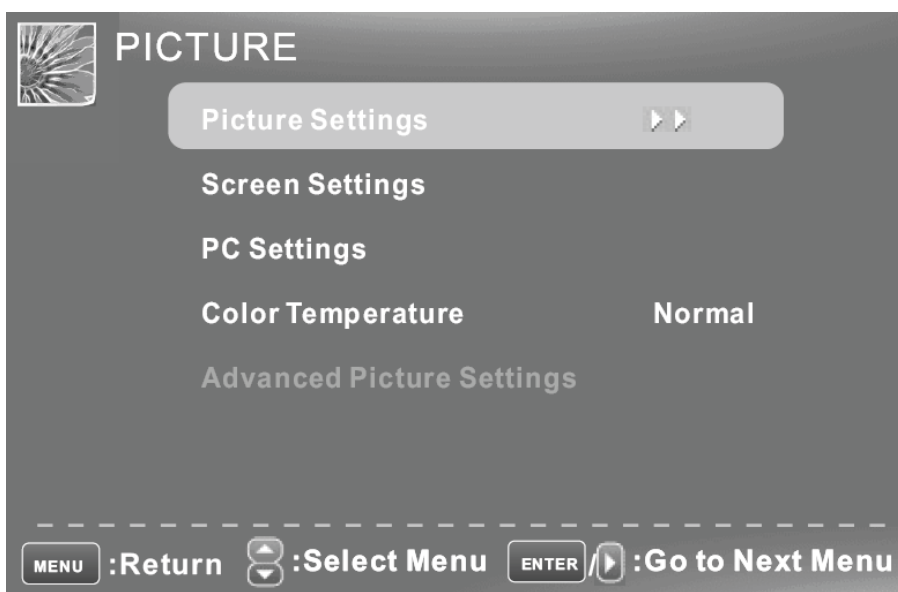 PICTURE
Picture Settings
Screen Settings
PC Settings
Color Temperature Normal
Advanced Picture Settings
MENU :Return :Select Menu ENTER / :Go to Next Menu